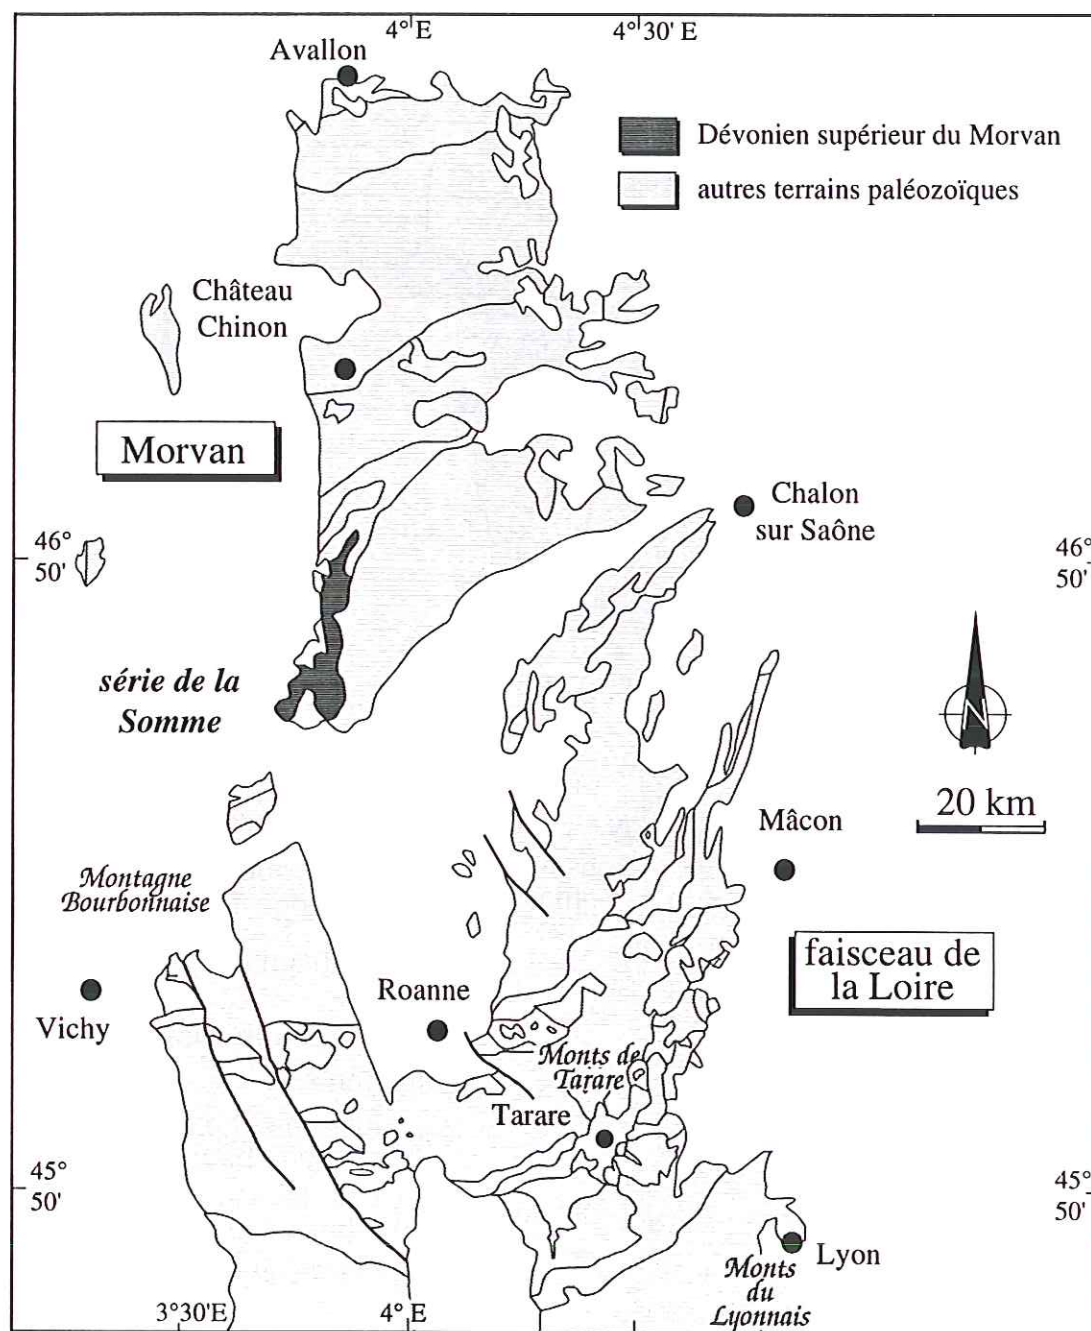 4° E
4° 30' E
Avallon
Dévonien supérieur du Morvan
autres terrains paléozoïques
Château
Chinon
Morvan
Chalon
sur Saône
46°
50'
46°
50'
série de la
Somme
N
20 km
Mâcon
Montagne
Bourbonnaise
faisceau de
la Loire
Roanne
Vichy
Monts de
Tarare
Tarare
45°
50'
45°
50'
Lyon
Monts
du
Lyonnais
3°30'E
4° E